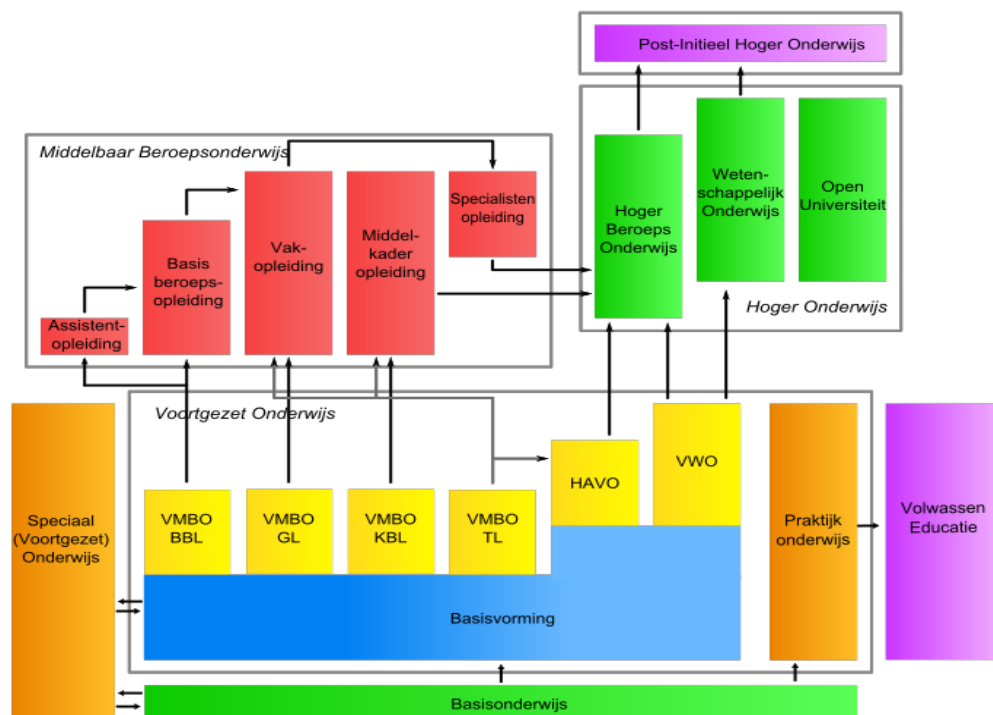 Post-Initieel Hoger Onderwijs
Middelbaar Beroepsonderwijs
Assistent-
opleiding
Basis
beroeps-
opleiding
Vak-
opleiding
Middel-
kader
opleiding
Specialisten
opleiding
Hoger
Beroeps
Onderwijs
Weten-
schappelijk
Onderwijs
Open
Universiteit
Hoger Onderwijs
Voortgezet Onderwijs
Speciaal
(Voortgezet)
Onderwijs
VMBO
BBL
VMBO
GL
VMBO
KBL
VMBO
TL
HAVO
VWO
Praktijk
onderwijs
Volwassen
Educatie
Basisvorming
Basisonderwijs